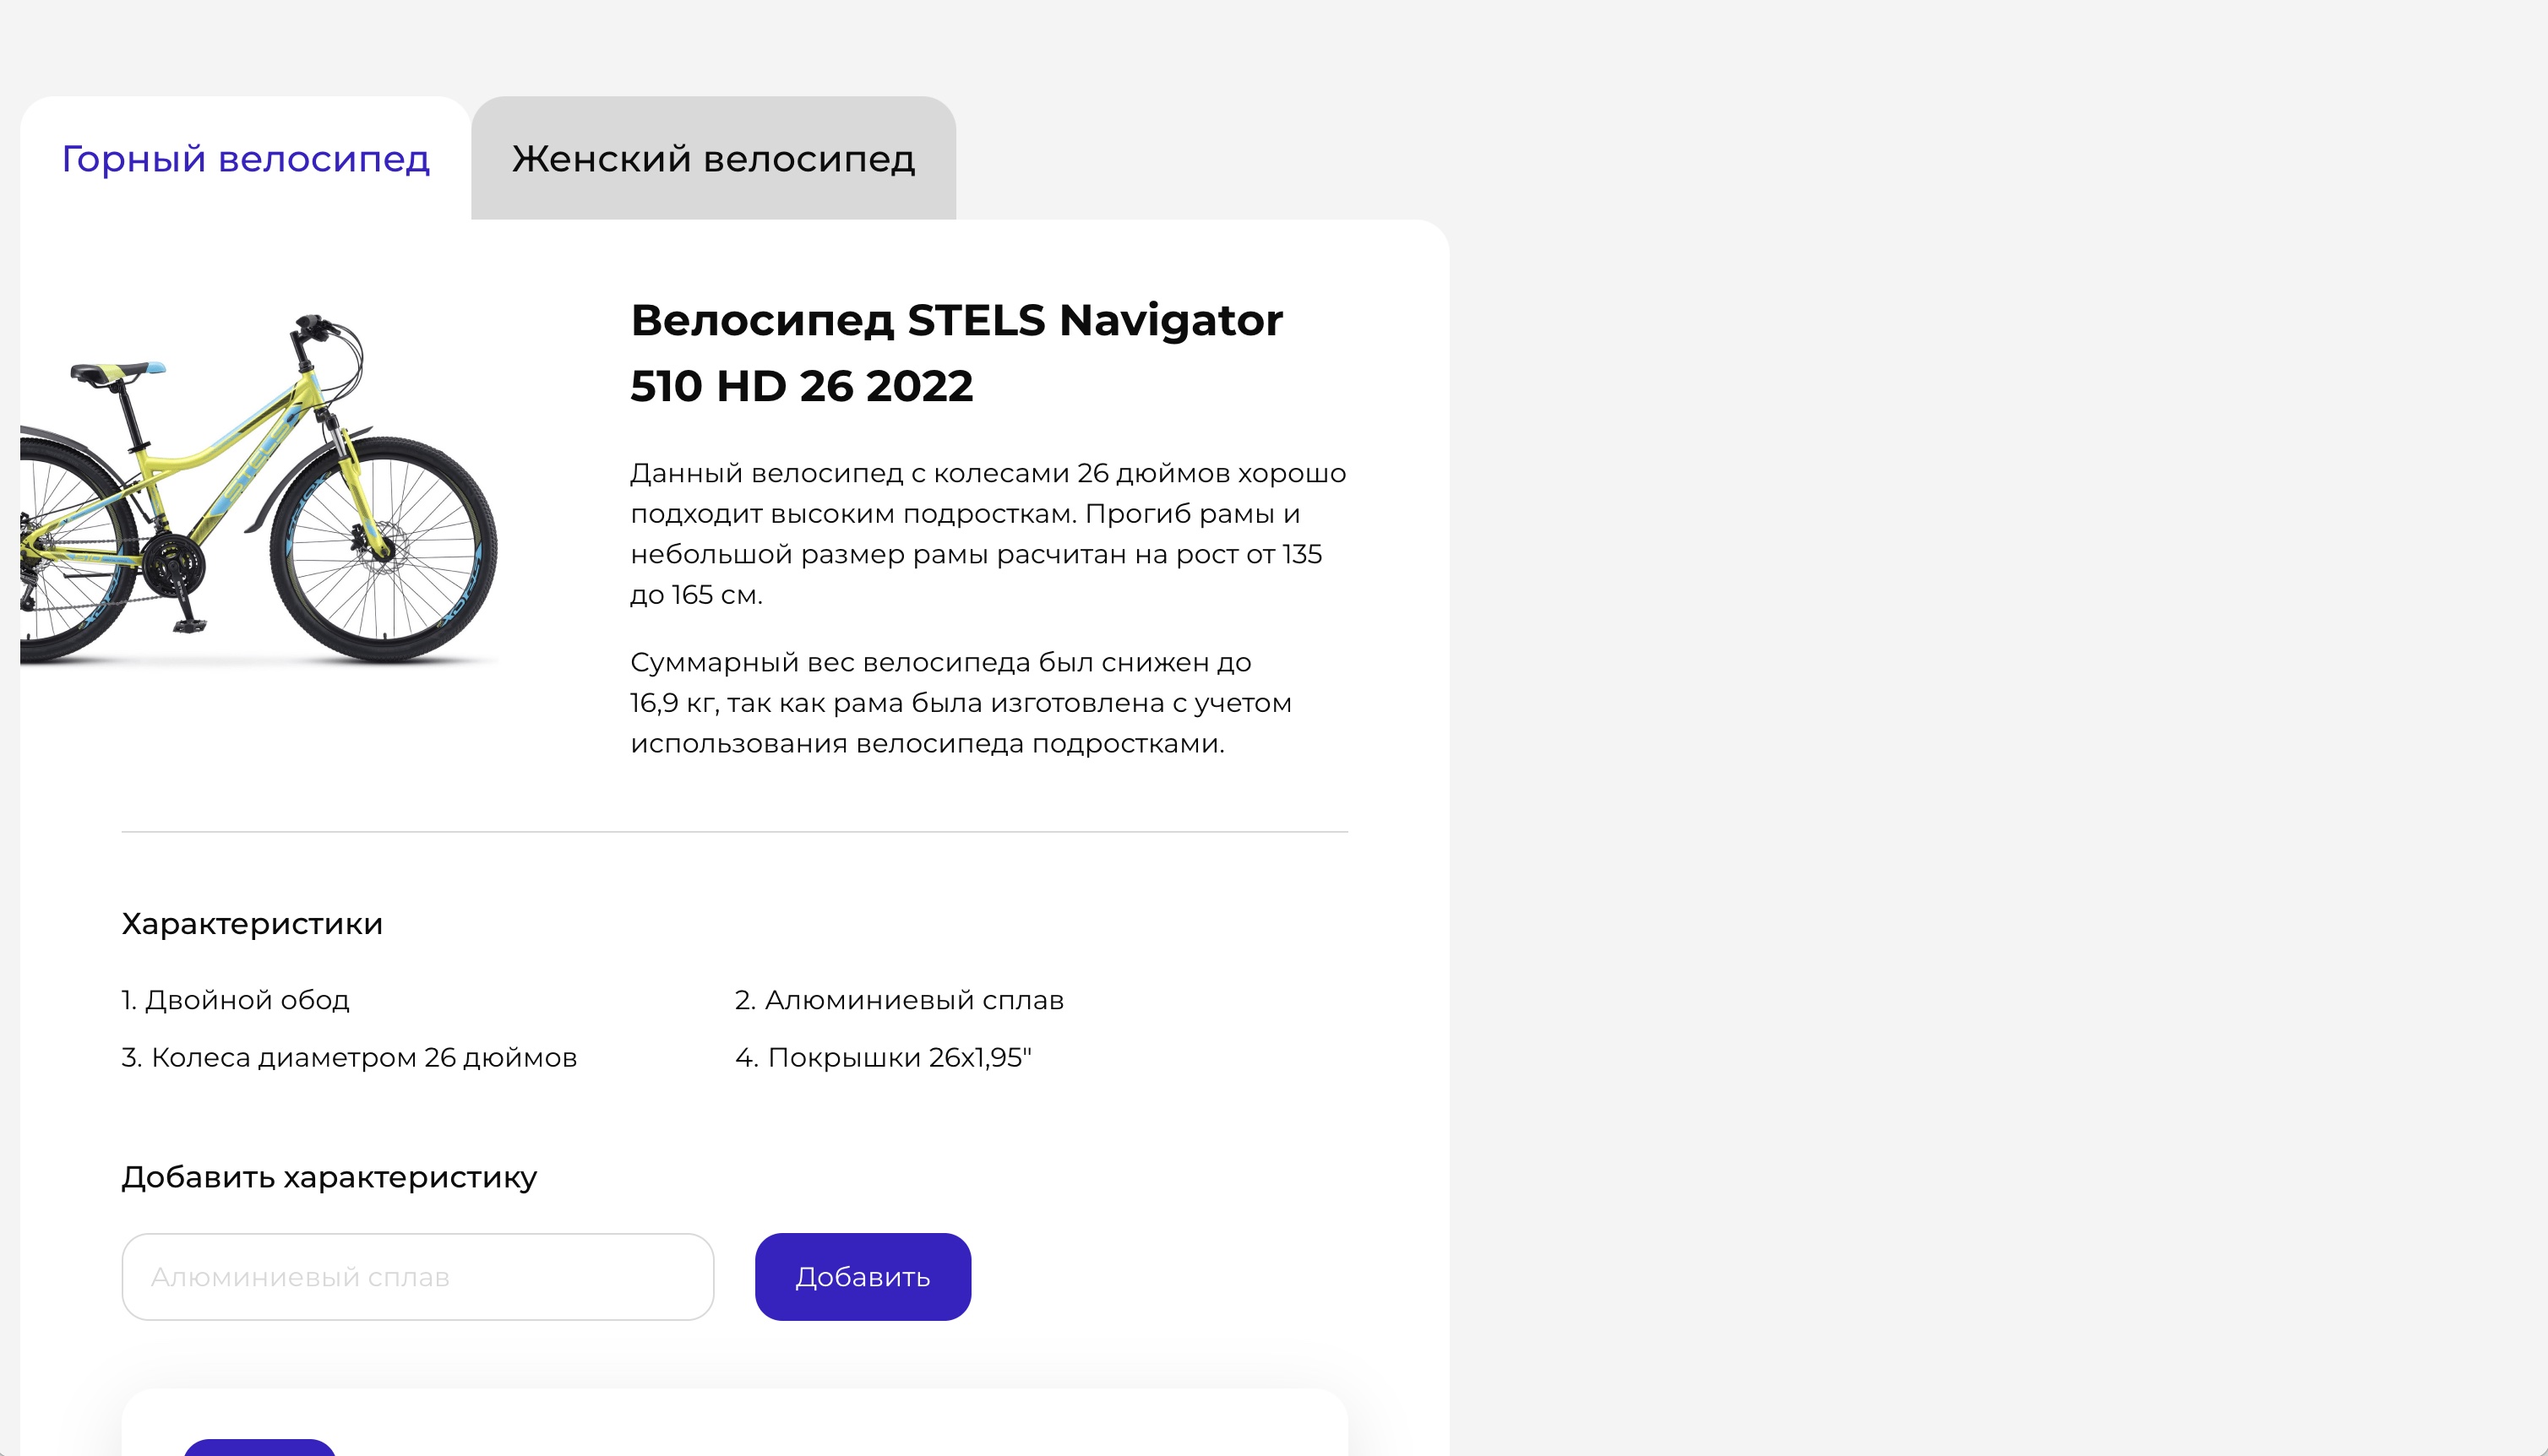 Горный велосипед
Женский велосипед
Велосипед STELS Navigator
510 HD 26 2022
Данный велосипед с колесами 26 дюймов хорошо
подходит высоким подросткам. Прогиб рамы и
небольшой размер рамы расчитан на рост от 135
до 165 см.
Суммарный вес велосипеда был снижен до
16,9 кг, так как рама была изготовлена с учетом
использования велосипеда подростками.
STELS
Характеристики
1. Двойной обод
2. Алюминиевый сплав
3. Колеса диаметром 26 дюймов
4. Покрышки 26x1,95"
Добавить характеристику
Алюминиевый сплав
Добавить